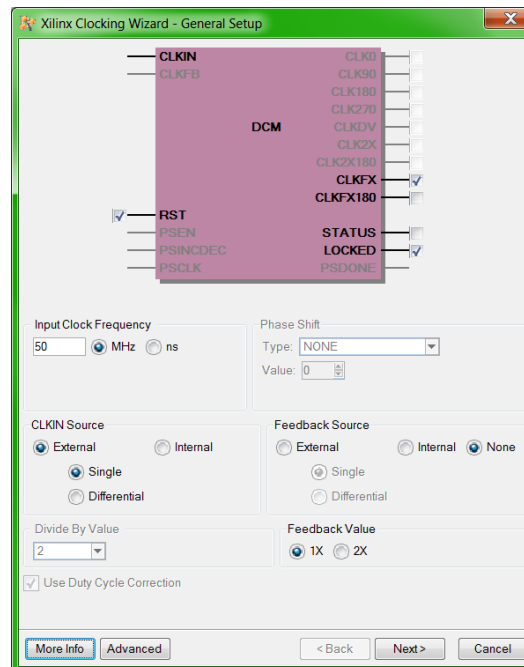 Xilinx Clocking Wizard - General Setup
CLKIN CLK0
CLKFB CLK90
CLK180
CLK270
DCM CLKDV
CLK2X
CLK2X180
CLKFX
CLKFX180
RST
PSEN STATUS
PSINCDEC LOCKED
PSCLK PSDONE
Input Clock Frequency Phase Shift
50 MHz ns Type: NONE
Value: 0
CLKIN Source Feedback Source
External Internal External Internal None
Single Single
Differential Differential
Divide By Value Feedback Value
2 1X 2X
Use Duty Cycle Correction
More Info Advanced < Back Next > Cancel